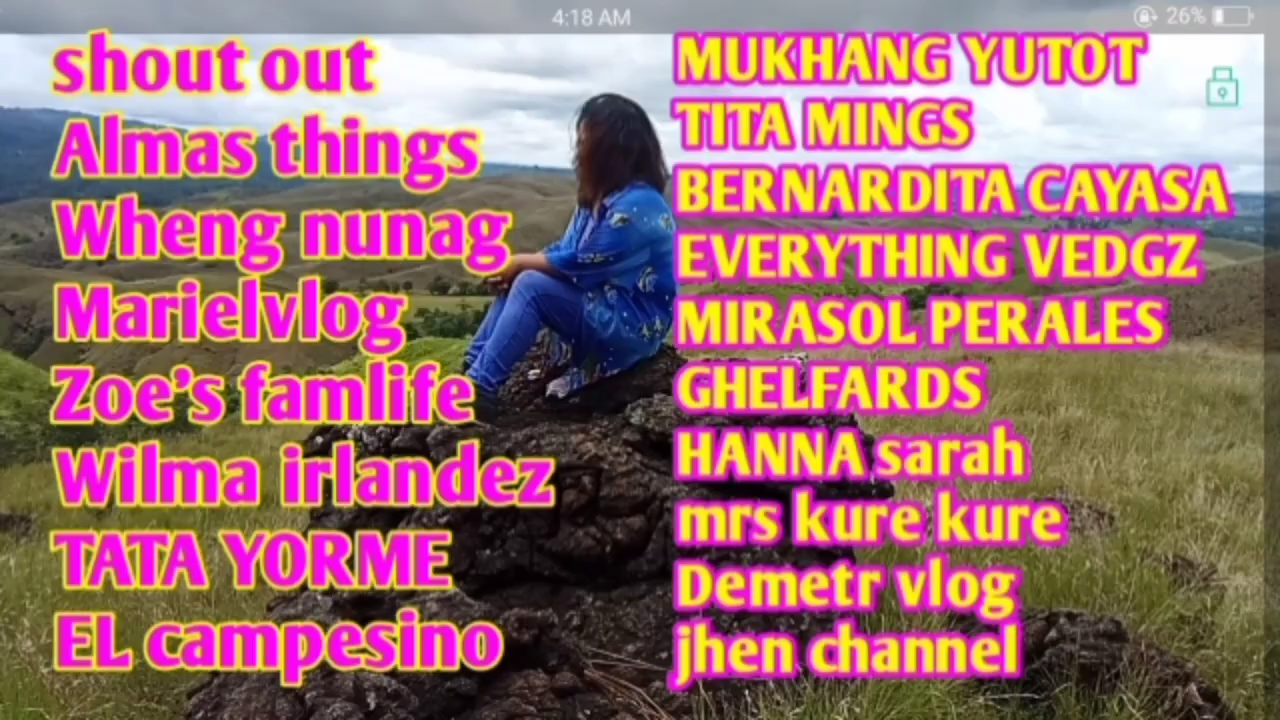 4:18 AM
26%
shout out
Almas things
Wheng nunag
Marielvlog
Zoe's famlife
Wilma irlandez
TATA YORME
EL campesino
MUKHANG YUTOT
TITA MINGS
BERNARDITA CAYASA
EVERYTHING VEDGZ
MIRASOL PERALES
GHELFARDS
HANNA sarah
mrs kure kure
Demetr vlog
jhen channel